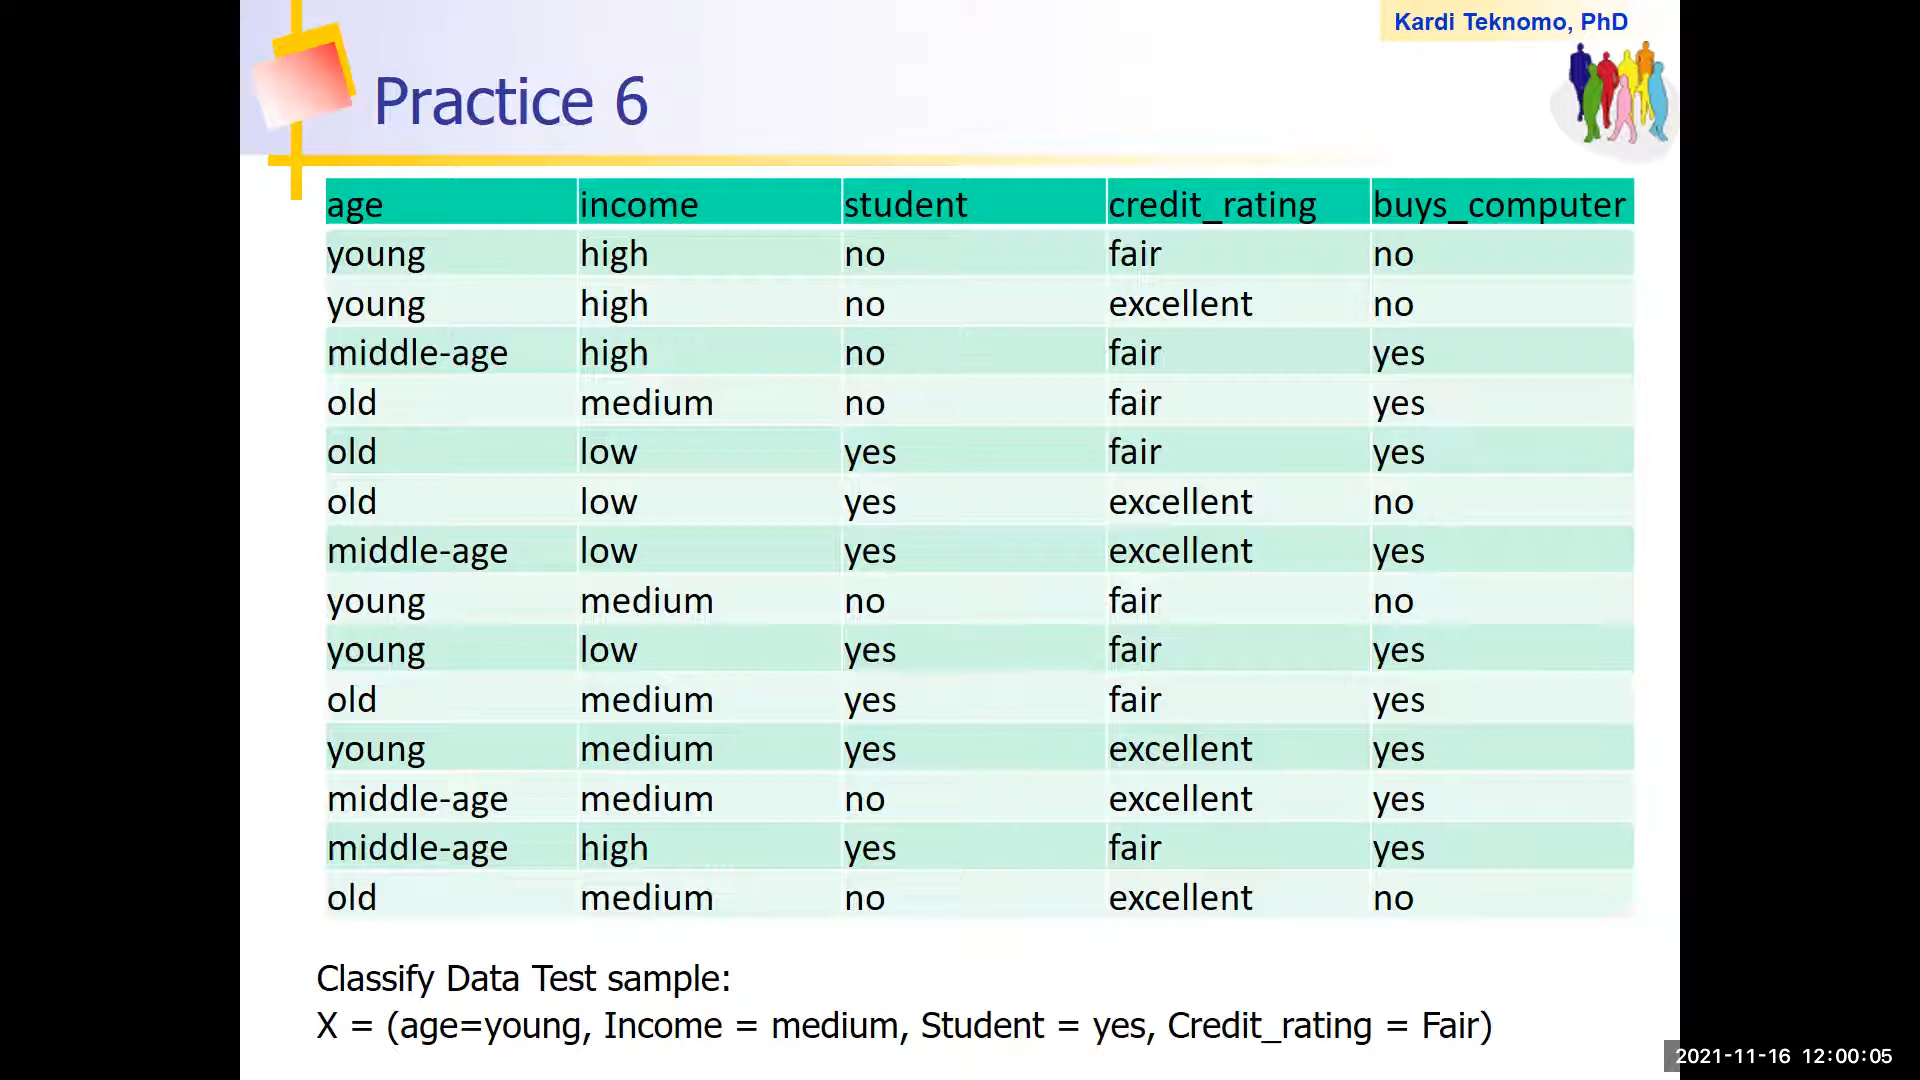 Kardi Teknomo, PhD
Practice 6
age income student credit_rating buys_computer
young high no fair no
young high no excellent no
middle-age high no fair yes
old medium no fair yes
old low yes fair yes
old low yes excellent no
middle-age low yes excellent yes
young medium no fair no
young low yes fair yes
old medium yes fair yes
young medium yes excellent yes
middle-age medium no excellent yes
middle-age high yes fair yes
old medium no excellent no
Classify Data Test sample:
X = (age=young, Income = medium, Student = yes, Credit_rating = Fair)
2021-11-16 12:00:05